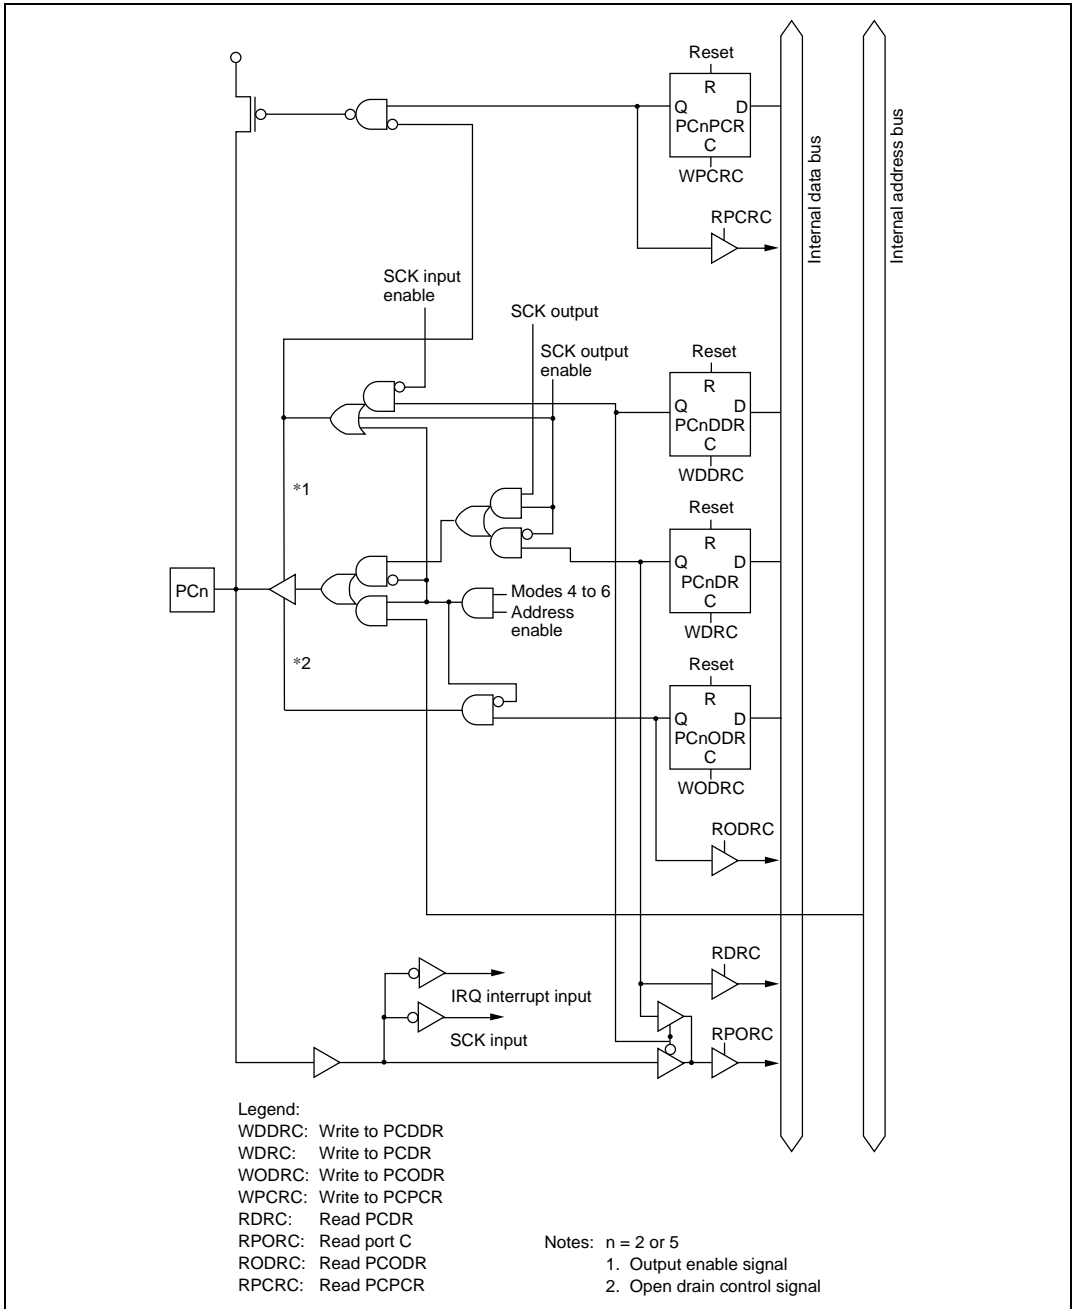 Reset
R
Q D
PCnPCR
C
WPCRC
RPCRC
Internal data bus
Internal address bus
SCK input
enable
SCK output
SCK output
enable
Reset
R
Q D
PCnDDR
C
WDDRC
*1
Reset
R
Q D
PCnDR
C
WDRC
PCn
Modes 4 to 6
Address
enable
*2
Reset
R
Q D
PCnODR
C
WODRC
RODRC
RDRC
IRQ interrupt input
SCK input
RPORC
Legend:
WDDRC: Write to PCDDR
WDRC: Write to PCDR
WODRC: Write to PCODR
WPCRC: Write to PCPCR
RDRC: Read PCDR
RPORC: Read port C
RODRC: Read PCODR
RPCRC: Read PCPCR
Notes: n = 2 or 5
1. Output enable signal
2. Open drain control signal